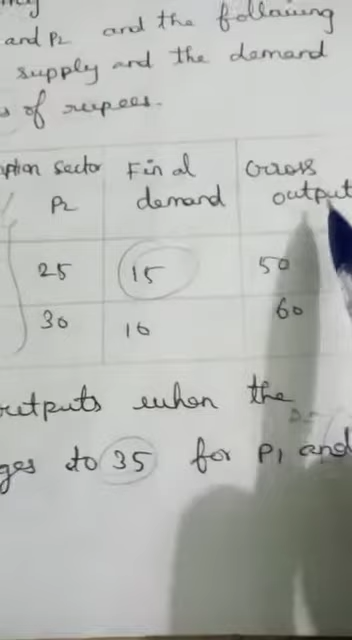 and P2 and the following
supply and the demand
of rupees.
sector Final Gross
P2 demand output
25 15 50
30 10 60
outputs when the
to 35 for P1 and